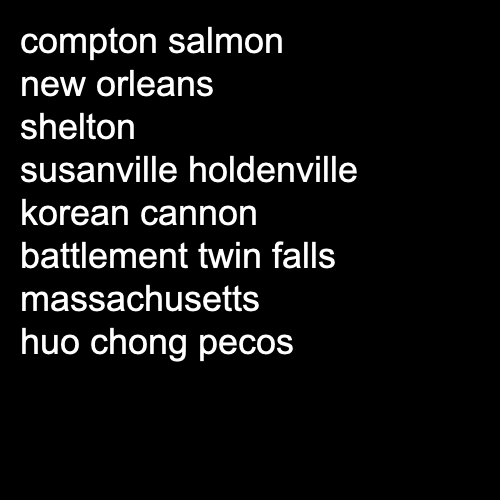 compton salmon
new orleans
shelton
susanville holdenville
korean cannon
battlement twin falls
massachusetts
huo chong pecos